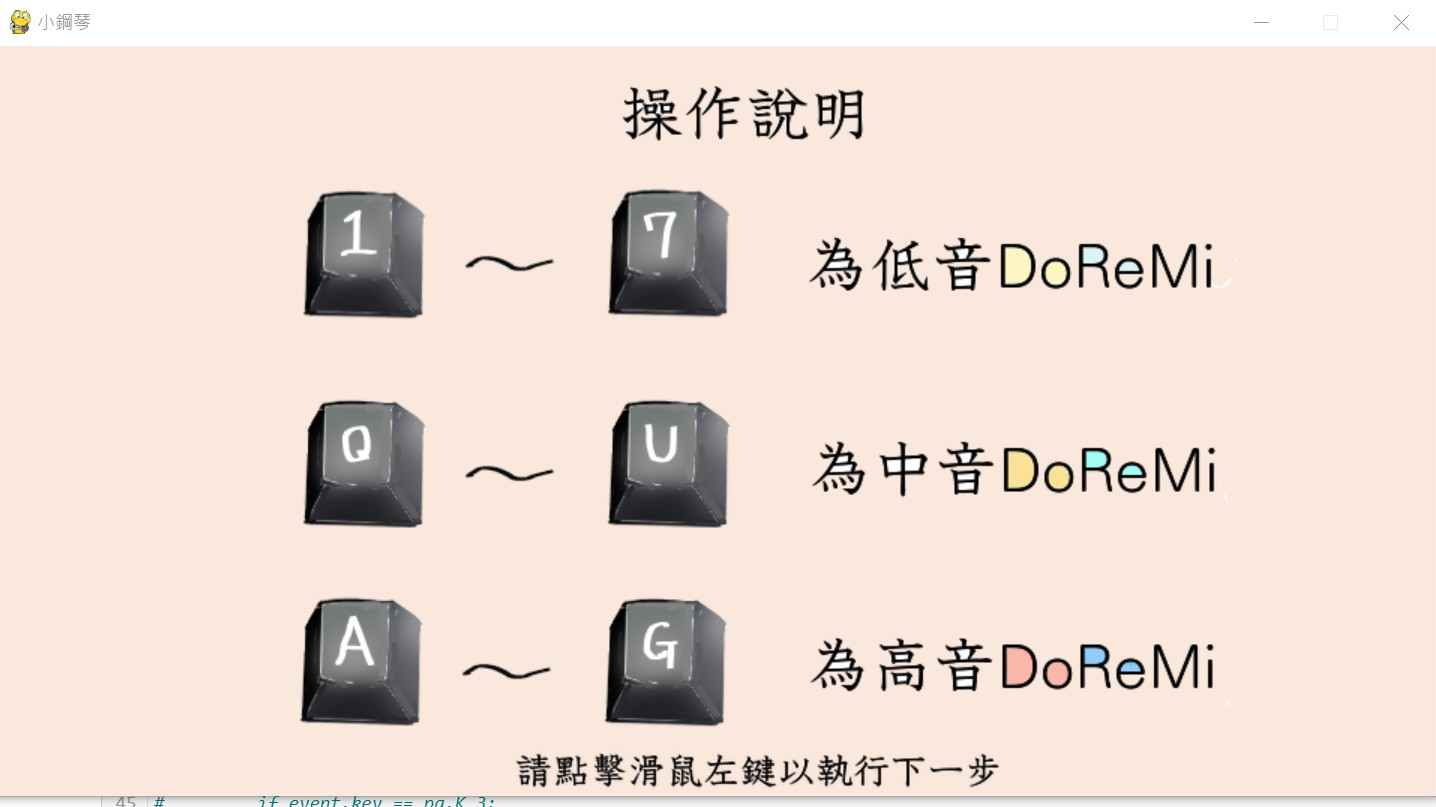 小鋼琴
操作說明
1 ～ 7 為低音DoReMi
Q ～ U 為中音DoReMi
A ～ G 為高音DoReMi
請點擊滑鼠左鍵以執行下一步
45 # if event.key == pg.K_3: